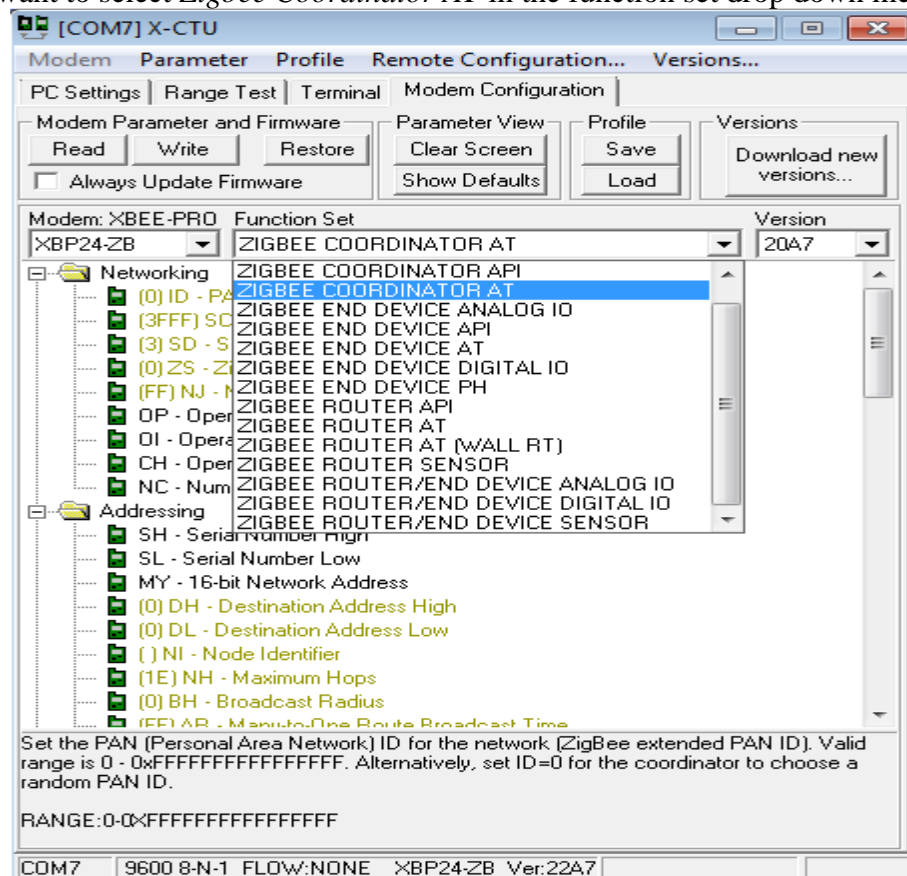 want to select Zigbee Coordinator AT in the function set drop down
[COM7] X-CTU
Modem Parameter Profile Remote Configuration... Versions...
PC Settings Range Test Terminal Modem Configuration
Modem Parameter and Firmware Parameter View Profile Versions
Read Write Restore Clear Screen Save Download new versions...
Always Update Firmware Show Defaults Load
Modem: XBEE-PRO Function Set Version
XBP24-ZB ZIGBEE COORDINATOR AT 20A7
Networking ZIGBEE COORDINATOR API
(0) ID - PA ZIGBEE COORDINATOR AT
ZIGBEE END DEVICE ANALOG IO
(3FFF) SC ZIGBEE END DEVICE API
(3) SD - S ZIGBEE END DEVICE AT
(0) ZS - Zi ZIGBEE END DEVICE DIGITAL IO
(FF) NJ - N ZIGBEE END DEVICE PH
OP - Oper ZIGBEE ROUTER API
ZIGBEE ROUTER AT
OI - Opera ZIGBEE ROUTER AT (WALL RT)
CH - Oper ZIGBEE ROUTER SENSOR
NC - Num ZIGBEE ROUTER/END DEVICE ANALOG IO
Addressing ZIGBEE ROUTER/END DEVICE DIGITAL IO
ZIGBEE ROUTER/END DEVICE SENSOR
SH - Serial Number High
SL - Serial Number Low
MY - 16-bit Network Address
(0) DH - Destination Address High
(0) DL - Destination Address Low
( ) NI - Node Identifier
(1E) NH - Maximum Hops
(0) BH - Broadcast Radius
(FF) AR - Many-to-One Route Broadcast Time
Set the PAN (Personal Area Network) ID for the network (ZigBee extended PAN ID). Valid
range is 0 - 0xFFFFFFFFFFFFFFFF. Alternatively, set ID=0 for the coordinator to choose a
random PAN ID.
RANGE:0-0XFFFFFFFFFFFFFFFF
COM7 9600 8-N-1 FLOW:NONE XBP24-ZB Ver:22A7